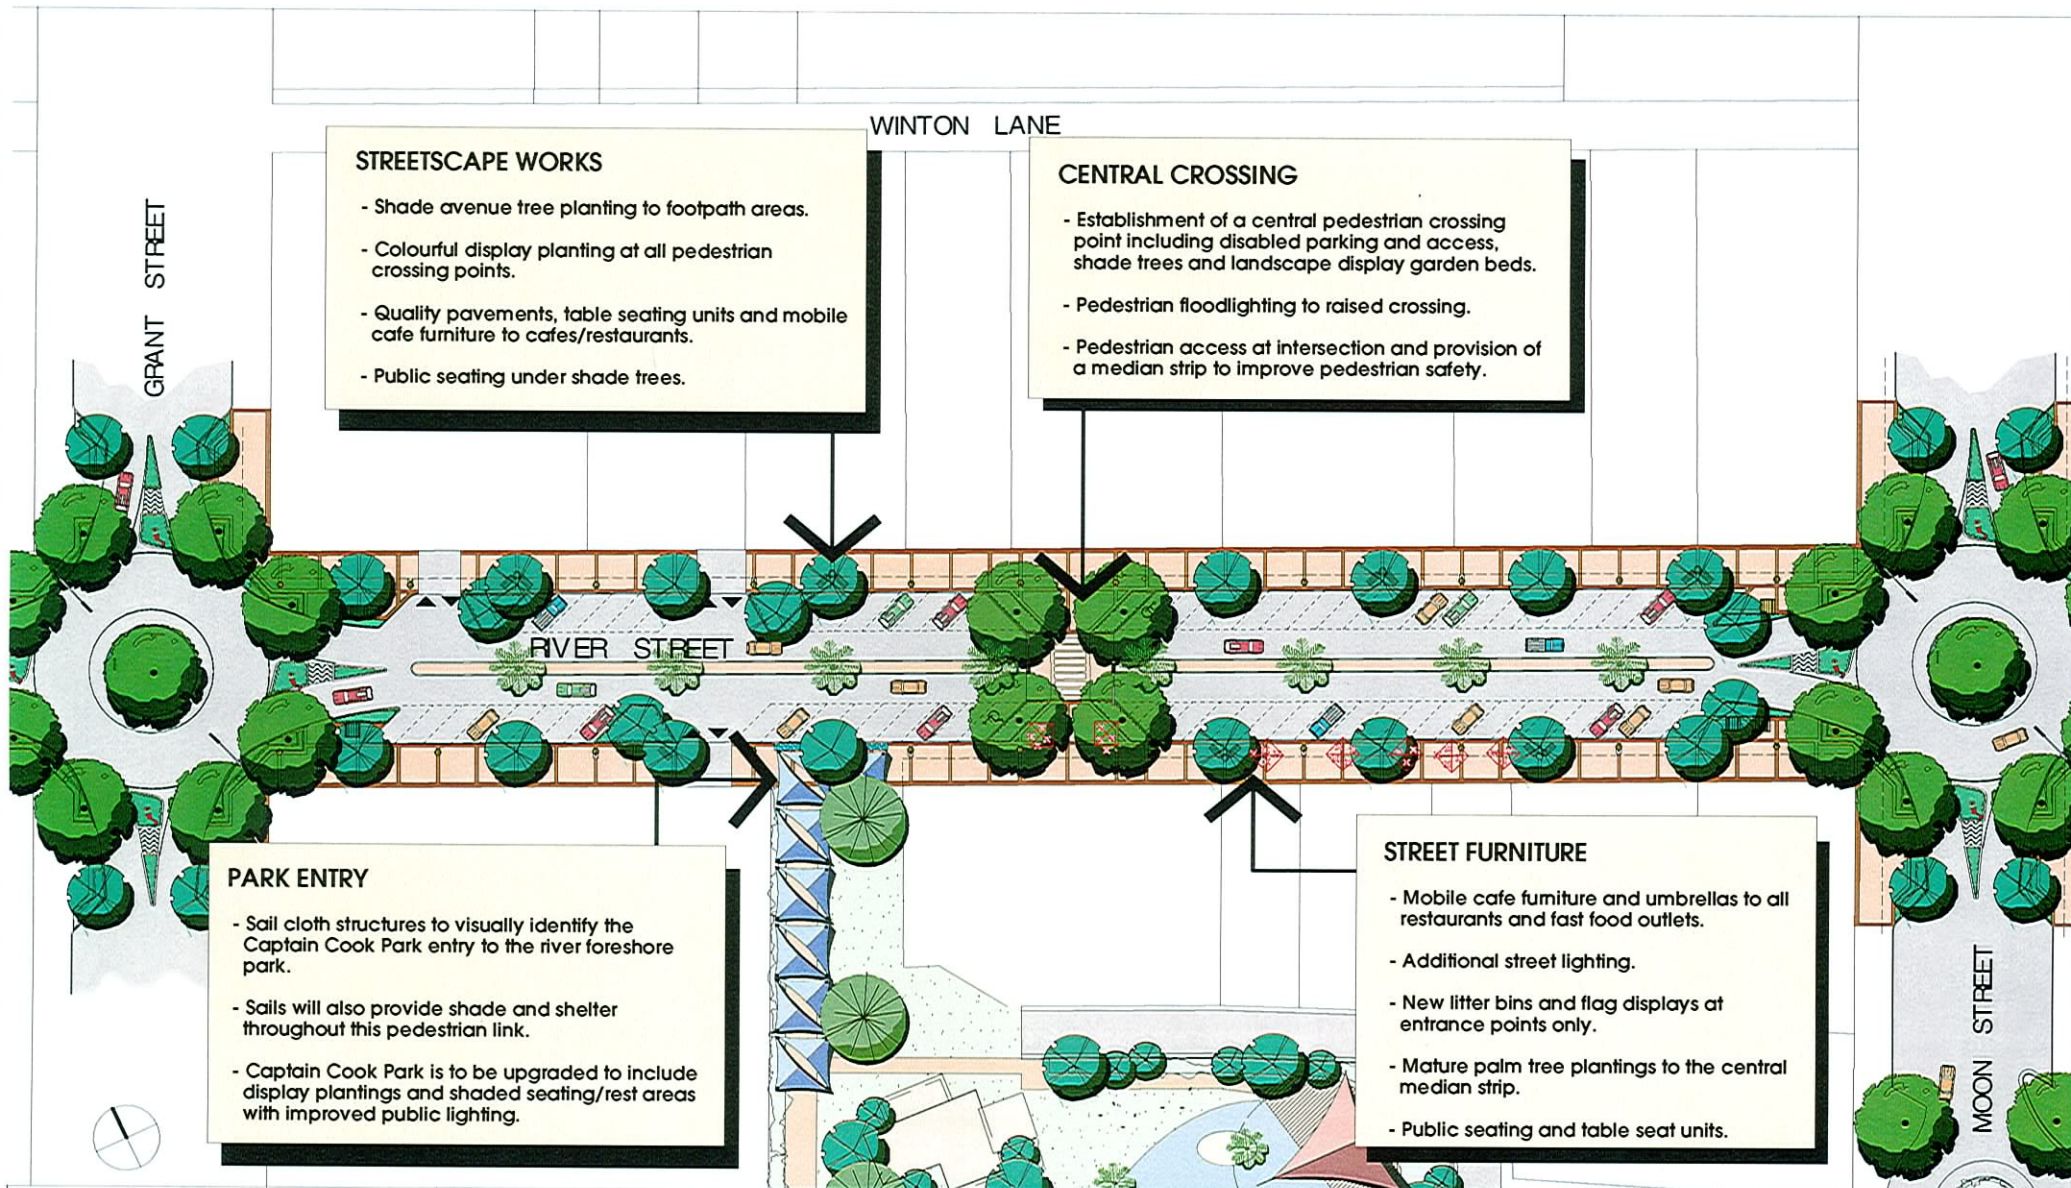 WINTON LANE
STREETSCAPE WORKS
- Shade avenue tree planting to footpath areas.
- Colourful display planting at all pedestrian
crossing points.
- Quality pavements, table seating units and mobile
cafe furniture to cafes/restaurants.
- Public seating under shade trees.
CENTRAL CROSSING
- Establishment of a central pedestrian crossing
point including disabled parking and access,
shade trees and landscape display garden beds.
- Pedestrian floodlighting to raised crossing.
- Pedestrian access at intersection and provision of
a median strip to improve pedestrian safety.
GRANT STREET
RIVER STREET
PARK ENTRY
- Sail cloth structures to visually identify the
Captain Cook Park entry to the river foreshore
park.
- Sails will also provide shade and shelter
throughout this pedestrian link.
- Captain Cook Park is to be upgraded to include
display plantings and shaded seating/rest areas
with improved public lighting.
STREET FURNITURE
- Mobile cafe furniture and umbrellas to all
restaurants and fast food outlets.
- Additional street lighting.
- New litter bins and flag displays at
entrance points only.
- Mature palm tree plantings to the central
median strip.
- Public seating and table seat units.
MOON STREET